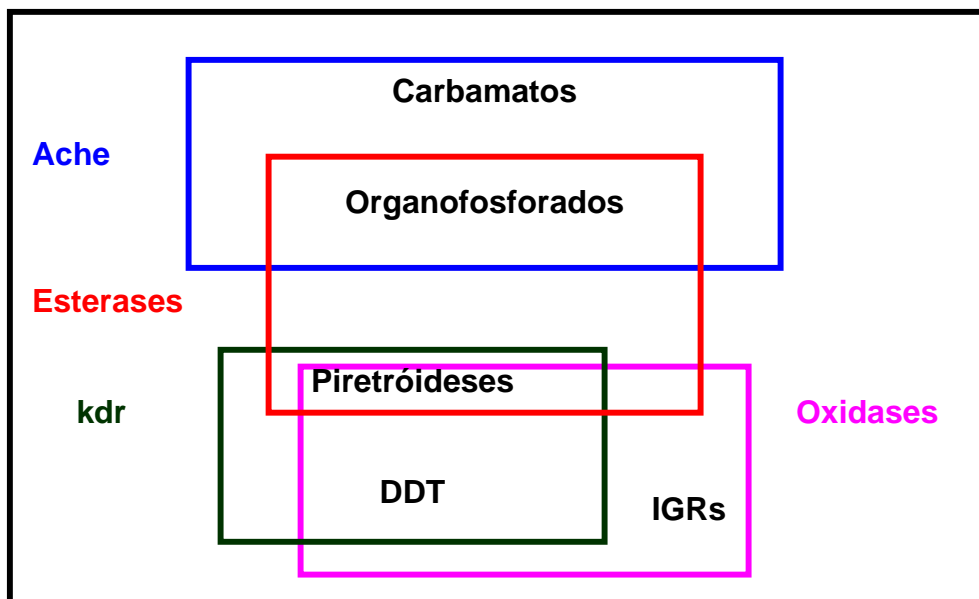 Carbamatos
Ache
Organofosforados
Esterases
Piretróideses
kdr
Oxidases
DDT
IGRs